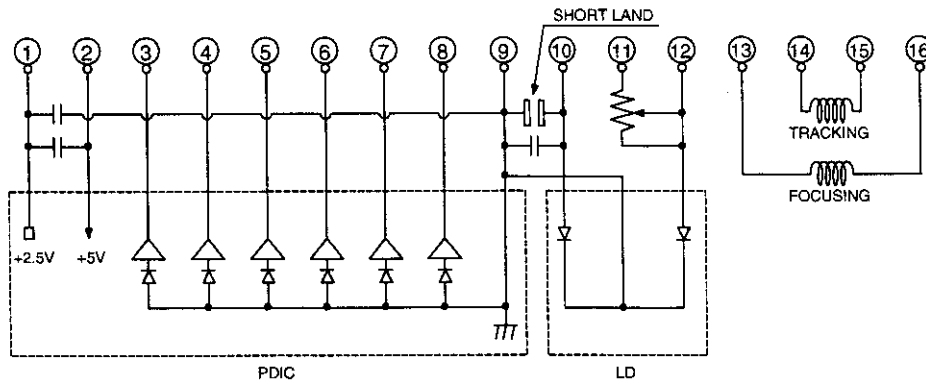 SHORT LAND
1 2 3 4 5 6 7 8 9 10 11 12 13 14 15 16
TRACKING
FOCUSING
+2.5V +5V
PDIC LD